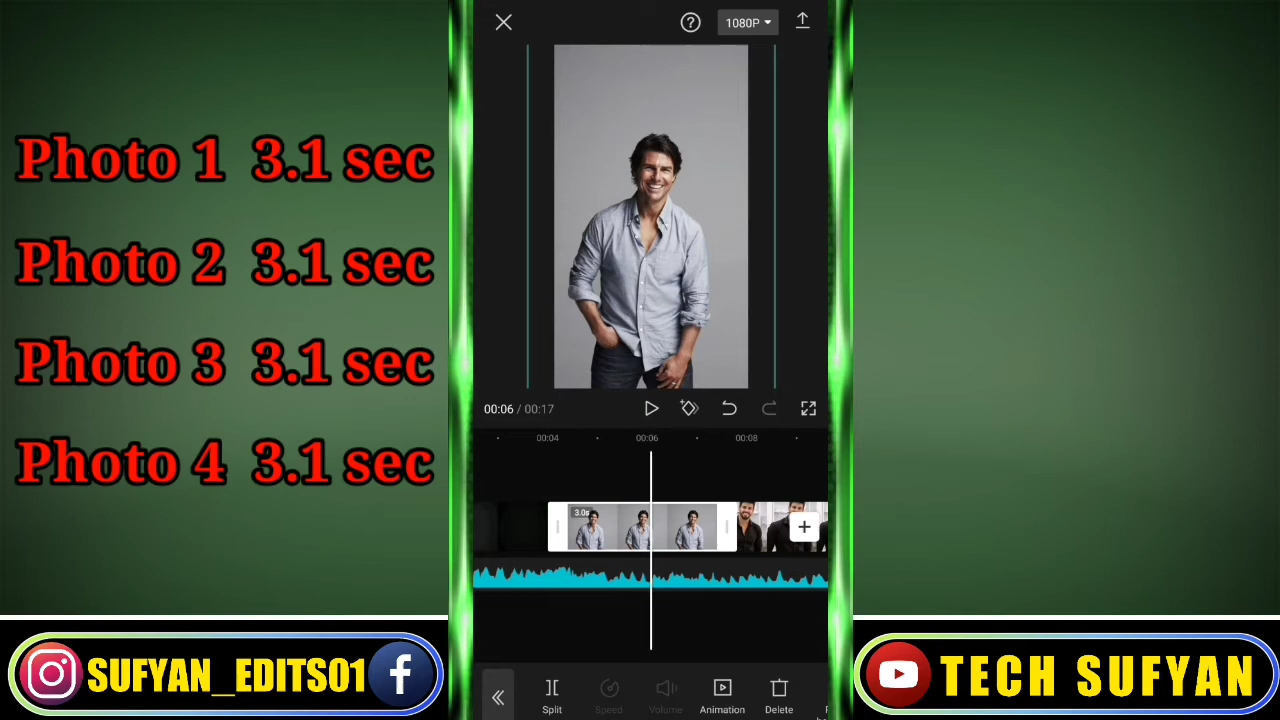 Photo 1 3.1 sec
Photo 2 3.1 sec
Photo 3 3.1 sec
Photo 4 3.1 sec
1080P
00:06 / 00:17
00:04
00:06
00:08
3.0s
Split
Speed
Volume
Animation
Delete
SUFYAN_EDITS01
TECH SUFYAN